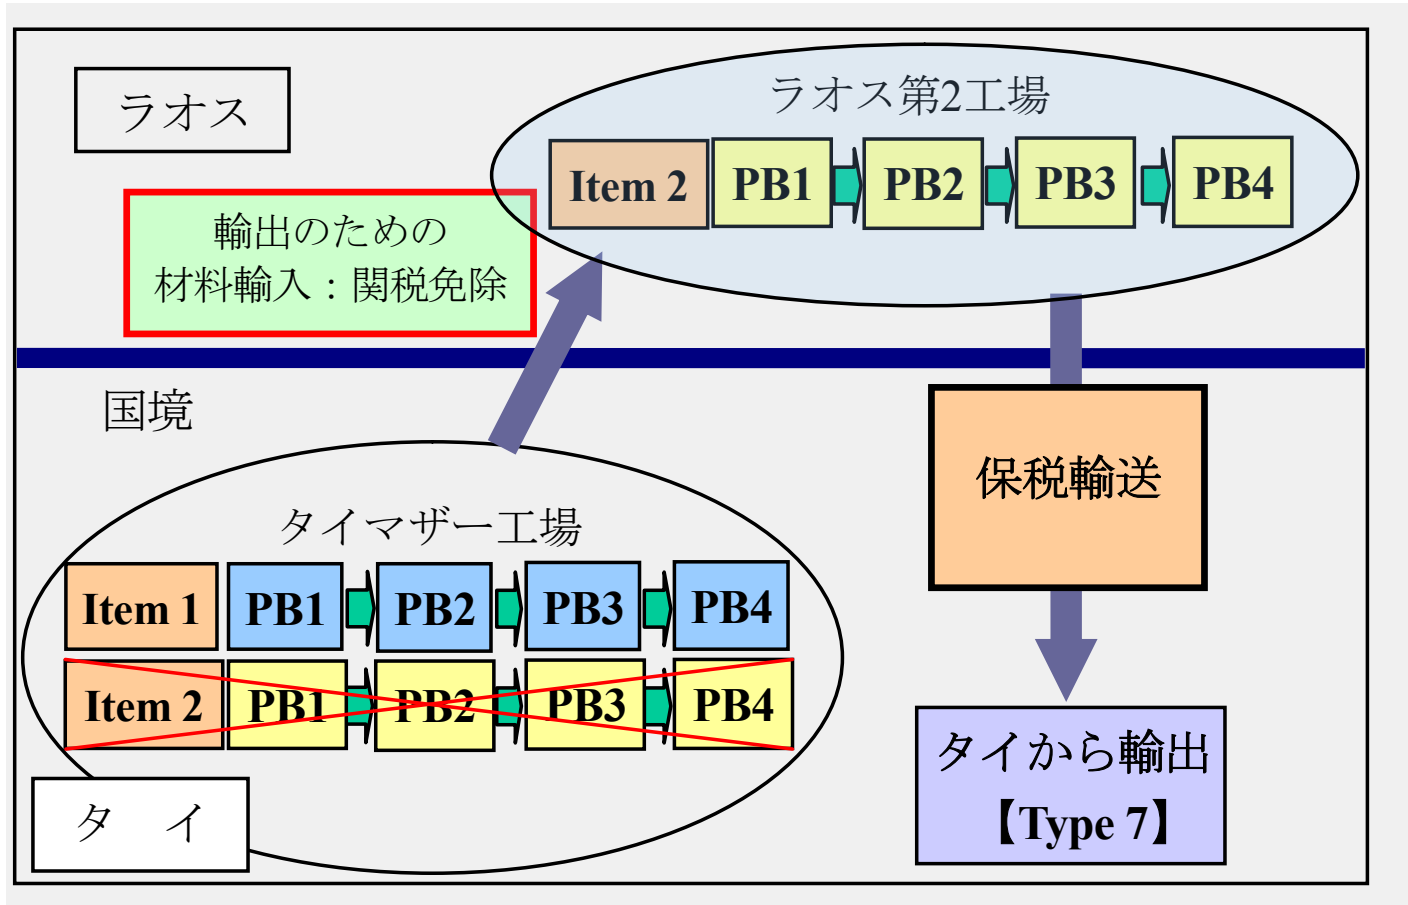 ラオス
ラオス第2工場
Item 2 PB1 PB2 PB3 PB4
輸出のための
材料輸入：関税免除
国境
保税輸送
タイマザー工場
Item 1 PB1 PB2 PB3 PB4
Item 2 PB1 PB2 PB3 PB4
タイから輸出
【Type 7】
タ　イ